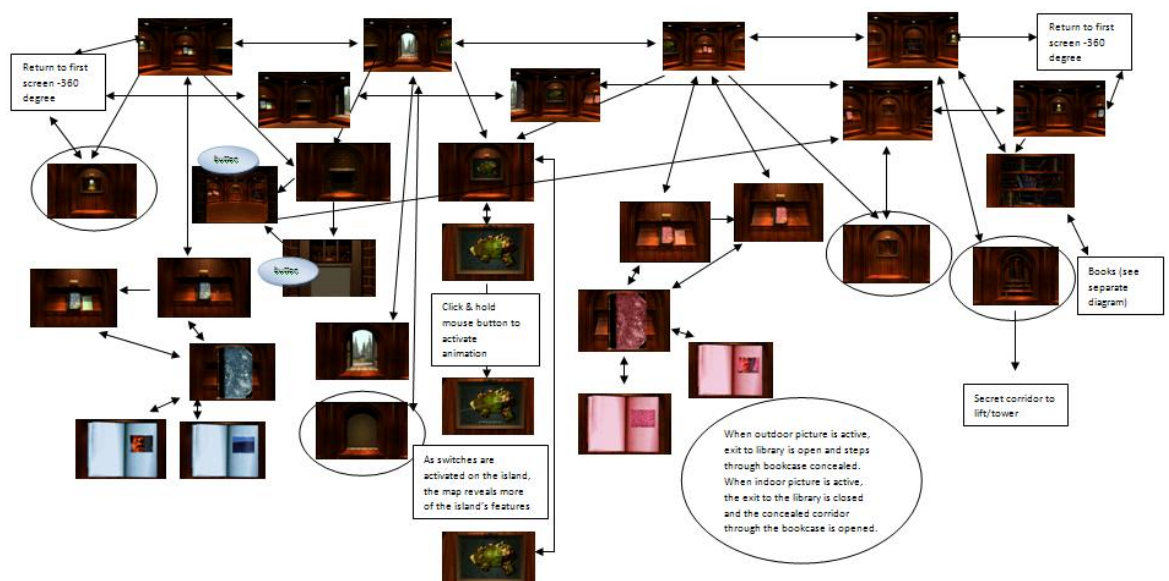 Return to first
screen -360
degree
Return to first
screen -360
degree
button
button
Click & hold
mouse button to
activate
animation
Books (see
separate
diagram)
Secret corridor to
lift/tower
As switches are
activated on the island,
the map reveals more
of the island's features
When outdoor picture is active,
exit to library is open and steps
through bookcase concealed.
When indoor picture is active,
the exit to the library is closed
and the concealed corridor
through the bookcase is opened.